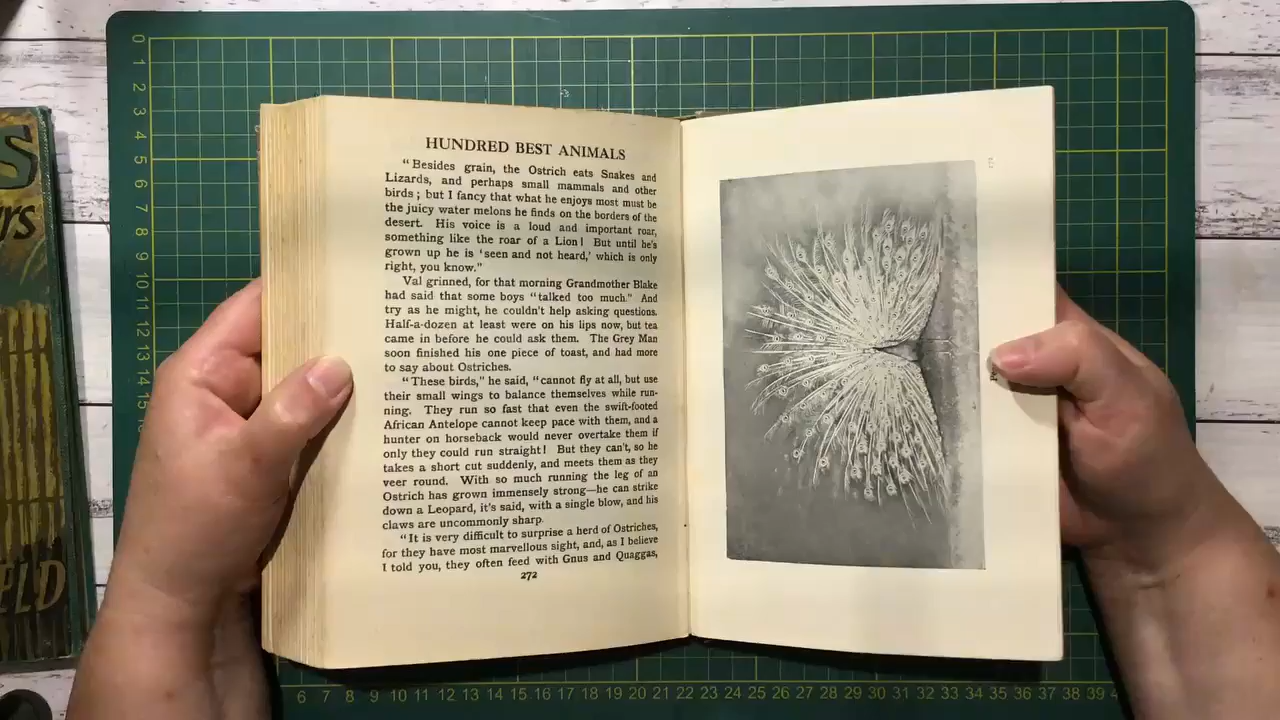 HUNDRED BEST ANIMALS
"Besides grain, the Ostrich eats Snakes and
Lizards, and perhaps small mammals and other
birds; but I fancy that what he enjoys most must be
the juicy water melons he finds on the borders of the
desert. His voice is a loud and important roar,
something like the roar of a Lion! But until he's
grown up he is 'seen and not heard,' which is only
right, you know."
Val grinned, for that morning Grandmother Blake
had said that some boys "talked too much." And
try as he might, he couldn't help asking questions.
Half-a-dozen at least were on his lips now, but tea
came in before he could ask them. The Grey Man
soon finished his one piece of toast, and had more
to say about Ostriches.
"These birds," he said, "cannot fly at all, but use
their small wings to balance themselves while run-
ning. They run so fast that even the swift-footed
African Antelope cannot keep pace with them, and a
hunter on horseback would never overtake them if
only they could run straight! But they can't, so he
takes a short cut suddenly, and meets them as they
veer round. With so much running the leg of an
Ostrich has grown immensely strong—he can strike
down a Leopard, it's said, with a single blow, and his
claws are uncommonly sharp.
"It is very difficult to surprise a herd of Ostriches,
for they have most marvellous sight, and, as I believe
I told you, they often feed with Gnus and Quaggas,
272
S
rs
ELD
0
1
2
3
4
5
6
7
8
9
10
11
12
13
14
15
6 7 8 9 10 11 12 13 14 15 16 17 18 19 20 21 22 23 24 25 26 27 28 29 30 31 32 33 34 35 36 37 38 39